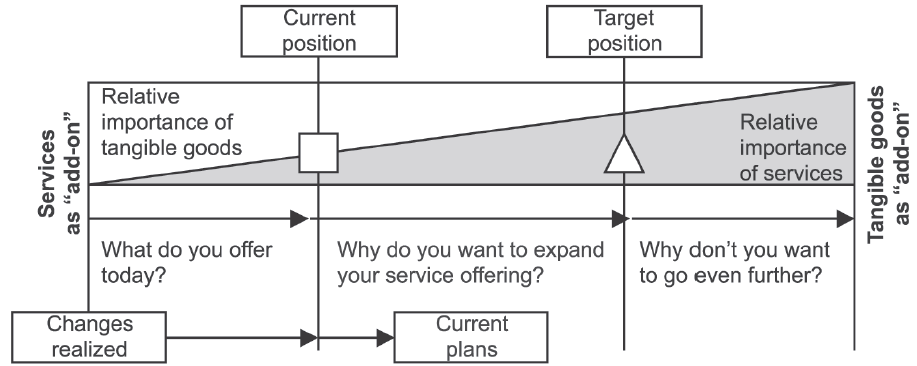 Current
position
Target
position
Services
as “add-on”
Relative
importance of
tangible goods
Relative
importance
of services
Tangible goods
as “add-on”
What do you offer
today?
Why do you want to expand
your service offering?
Why don’t you want
to go even further?
Changes
realized
Current
plans